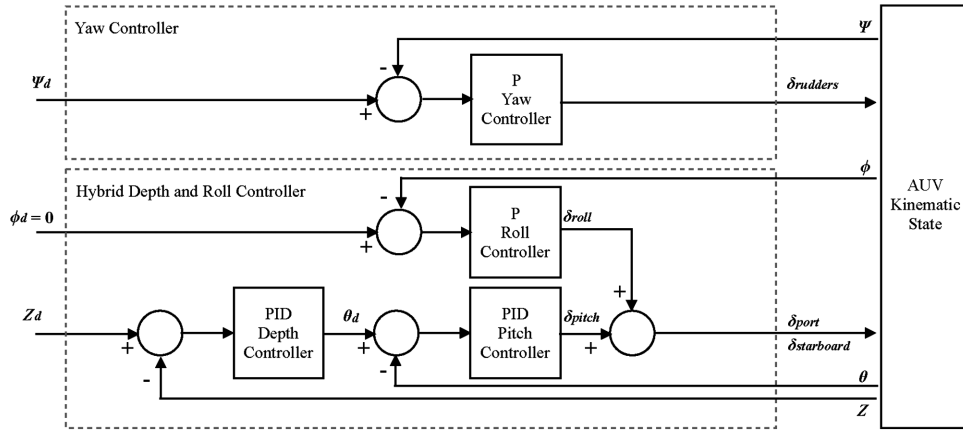 Yaw Controller
Ψ
-
Ψd
+
P
Yaw
Controller
δrudders
Hybrid Depth and Roll Controller
ϕ
-
ϕd = 0
+
P
Roll
Controller
δroll
AUV
Kinematic
State
+
Zd
+
-
PID
Depth
Controller
θd
+
-
PID
Pitch
Controller
δpitch
+
δport
δstarboard
θ
Z